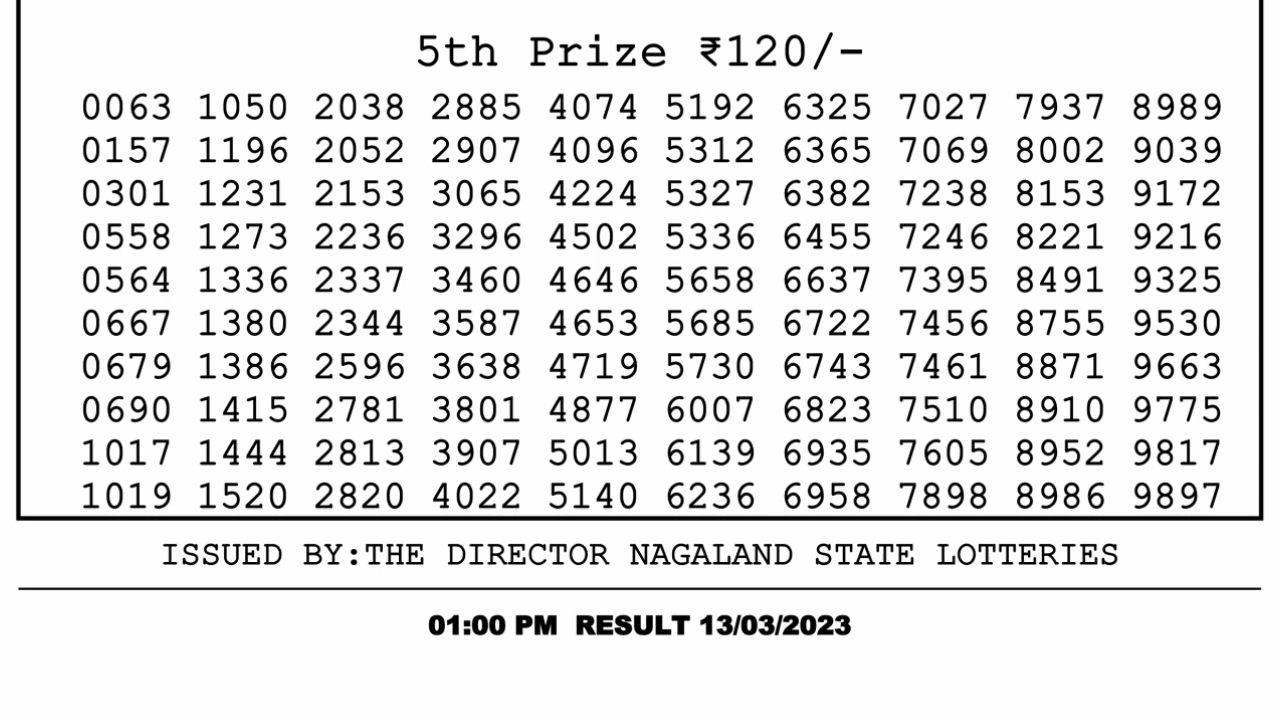 5th Prize ₹120/-
0063 1050 2038 2885 4074 5192 6325 7027 7937 8989
0157 1196 2052 2907 4096 5312 6365 7069 8002 9039
0301 1231 2153 3065 4224 5327 6382 7238 8153 9172
0558 1273 2236 3296 4502 5336 6455 7246 8221 9216
0564 1336 2337 3460 4646 5658 6637 7395 8491 9325
0667 1380 2344 3587 4653 5685 6722 7456 8755 9530
0679 1386 2596 3638 4719 5730 6743 7461 8871 9663
0690 1415 2781 3801 4877 6007 6823 7510 8910 9775
1017 1444 2813 3907 5013 6139 6935 7605 8952 9817
1019 1520 2820 4022 5140 6236 6958 7898 8986 9897
ISSUED BY:THE DIRECTOR NAGALAND STATE LOTTERIES
01:00 PM RESULT 13/03/2023